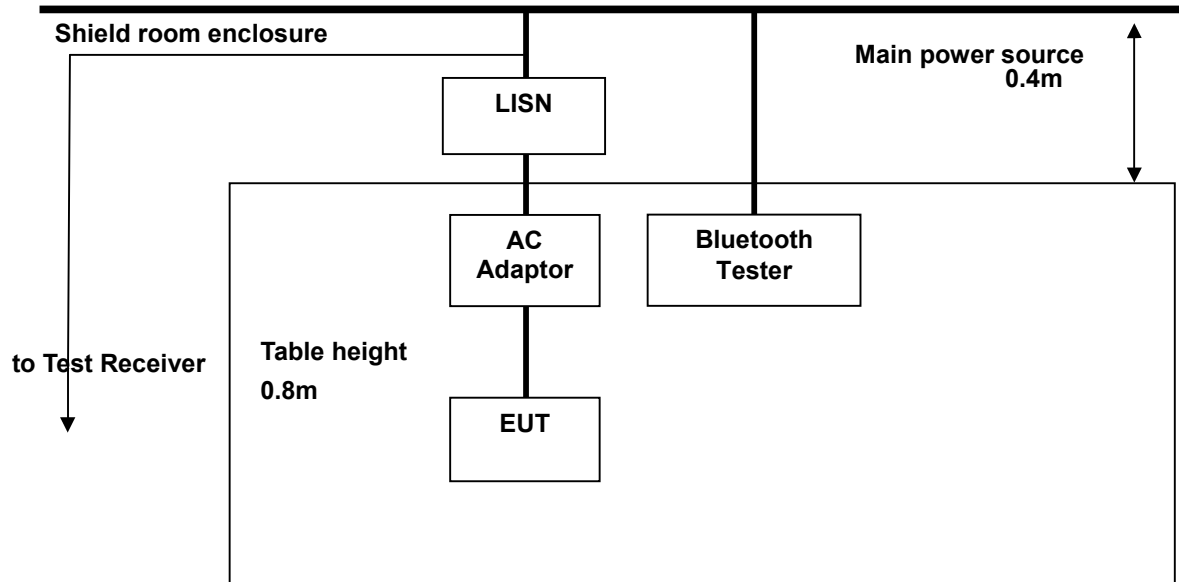 Shield room enclosure
Main power source
0.4m
LISN
AC
Adaptor
Bluetooth
Tester
to Test Receiver
Table height
0.8m
EUT